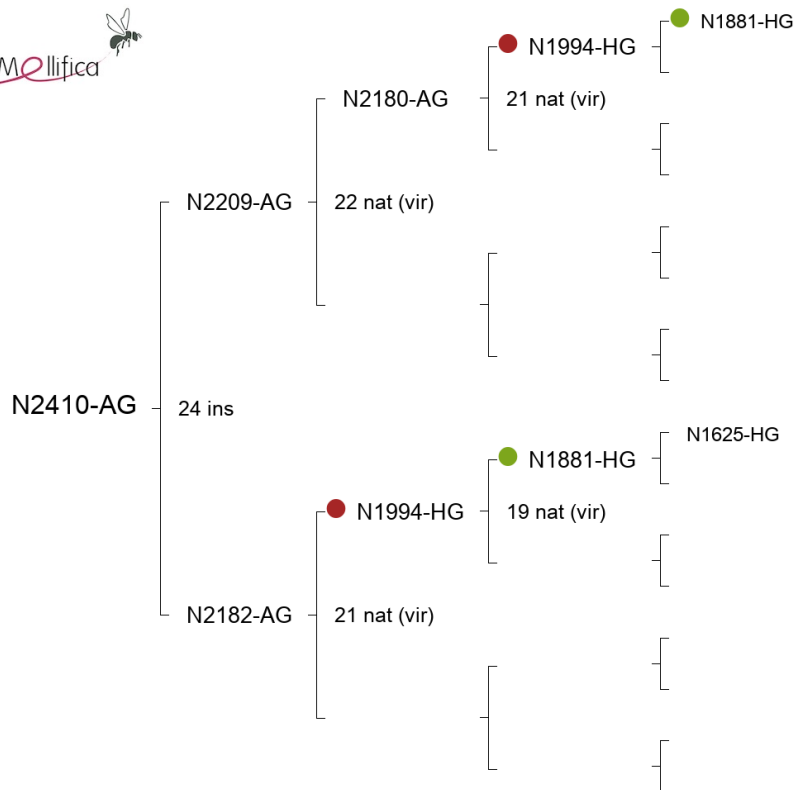 Mellifica
N1881-HG
N1994-HG
N2180-AG
21 nat (vir)
N2209-AG
22 nat (vir)
N2410-AG
24 ins
N1625-HG
N1881-HG
N1994-HG
19 nat (vir)
N2182-AG
21 nat (vir)